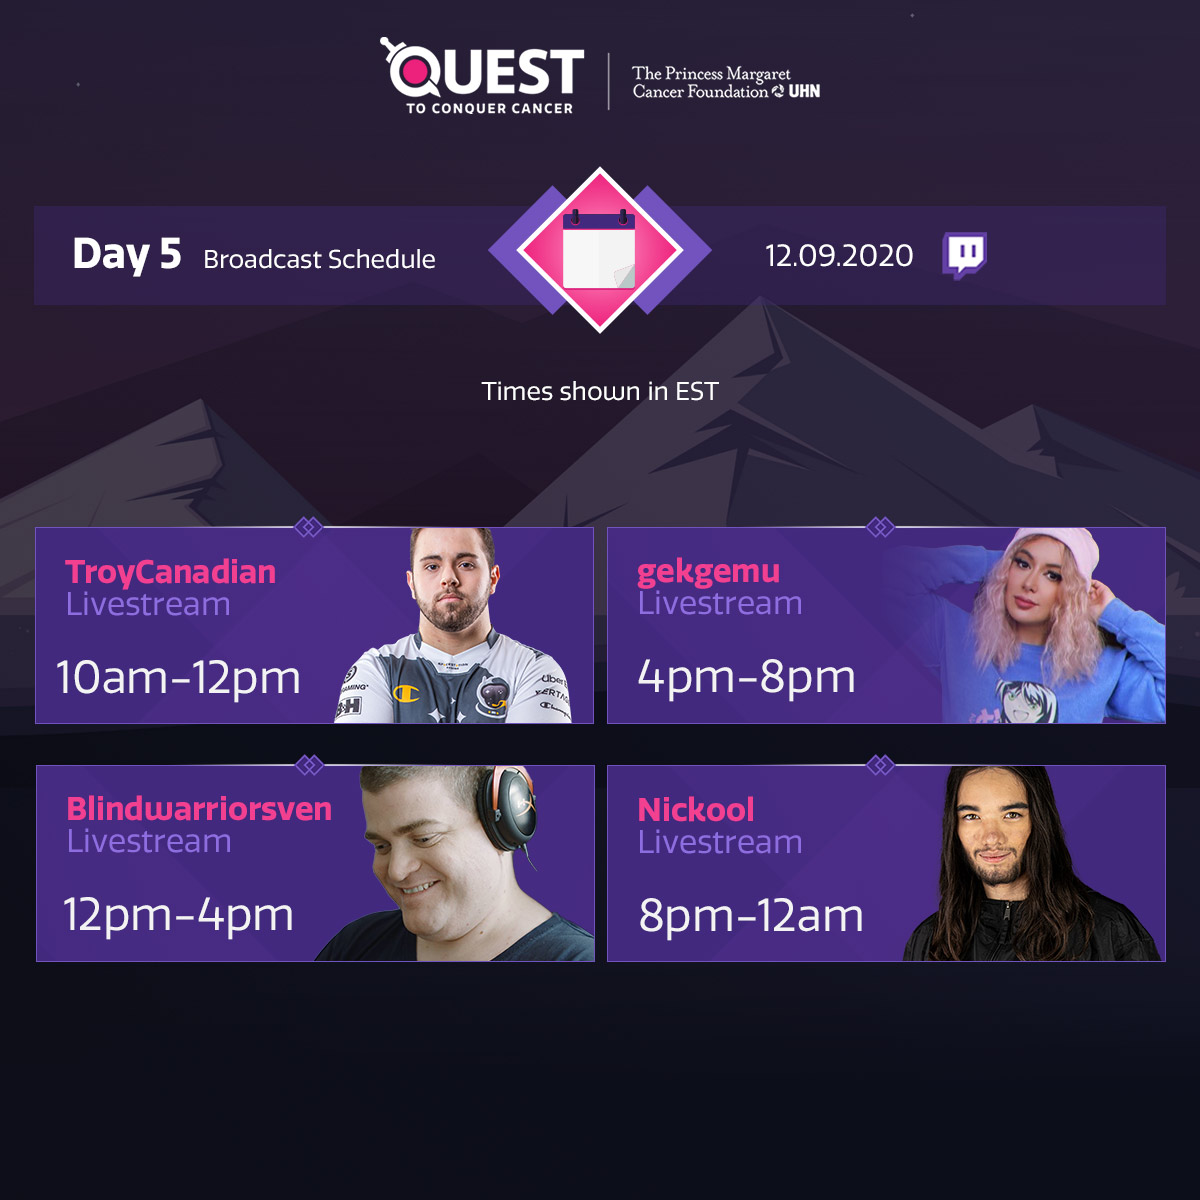 QUEST
TO CONQUER CANCER
The Princess Margaret
Cancer Foundation UHN
Day 5 Broadcast Schedule
12.09.2020
Times shown in EST
TroyCanadian
Livestream
10am-12pm
gekgemu
Livestream
4pm-8pm
Blindwarriorsven
Livestream
12pm-4pm
Nickool
Livestream
8pm-12am